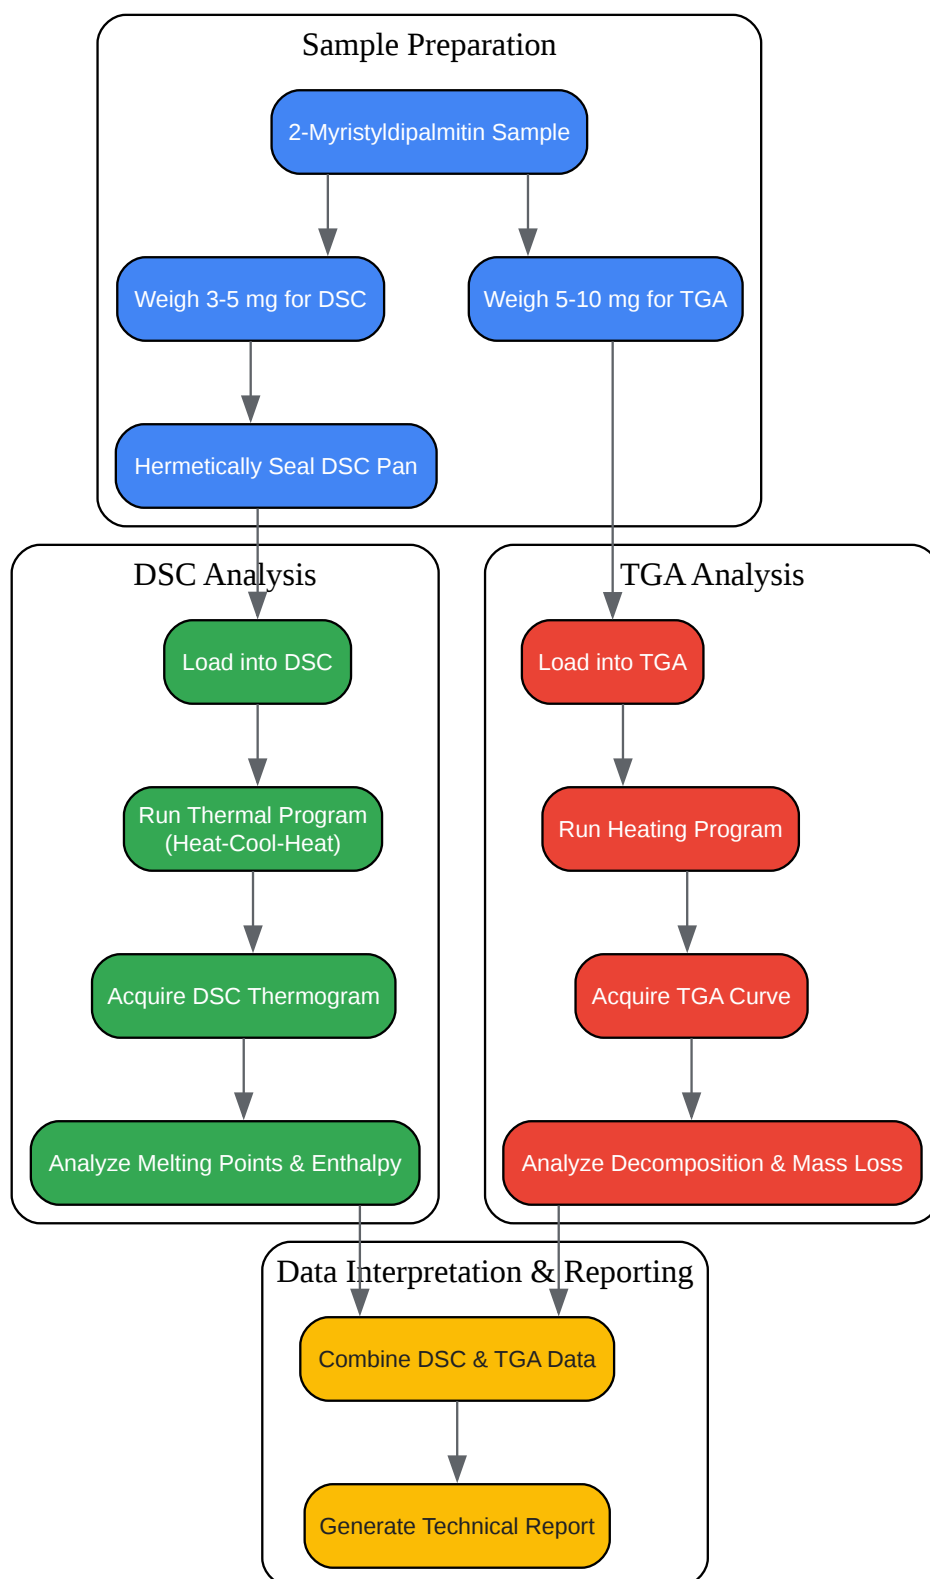 Sample Preparation
2-Myristyldipalmitin Sample
Weigh 3-5 mg for DSC
Weigh 5-10 mg for TGA
Hermetically Seal DSC Pan
DSC Analysis
Load into DSC
Run Thermal Program
(Heat-Cool-Heat)
Acquire DSC Thermogram
Analyze Melting Points & Enthalpy
TGA Analysis
Load into TGA
Run Heating Program
Acquire TGA Curve
Analyze Decomposition & Mass Loss
Data Interpretation & Reporting
Combine DSC & TGA Data
Generate Technical Report